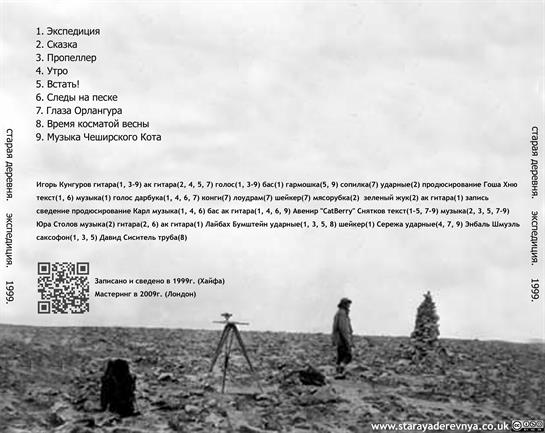 1. Экспедиция
2. Сказка
3. Пропеллер
4. Утро
5. Встать!
6. Следы на песке
7. Глаза Орлангура
8. Время косматой весны
9. Музыка Чеширского Кота
старая деревня. экспедиция. 1999.
старая деревня. экспедиция. 1999.
Игорь Кунгуров гитара(1, 3-9) ак гитара(2, 4, 5, 7) голос(1, 3-9) бас(1) гармошка(5, 9) сопилка(7) ударные(2) продюсирование Гоша Хню
текст(1, 6) музыка(1) голос дарбука(1, 4, 6, 7) конги(7) лоудрам(7) шейкер(7) мясорубка(2) зеленый жук(2) ак гитара(1) запись
сведение продюсирование Карл музыка(1, 4, 6) бас ак гитара(1, 4, 6, 9) Авенир "CatBerry" Снятков текст(1-5, 7-9) музыка(2, 3, 5, 7-9)
Юра Столов музыка(2) гитара(2, 6) ак гитара(1) Лайбах Бумштейн ударные(1, 3, 5, 8) шейкер(1) Сережа ударные(4, 7, 9) Энбаль Шмуэль
саксофон(1, 3, 5) Давид Сиситель труба(8)
Записано и сведено в 1999г. (Хайфа)
Мастеринг в 2009г. (Лондон)
www.starayaderevnya.co.uk